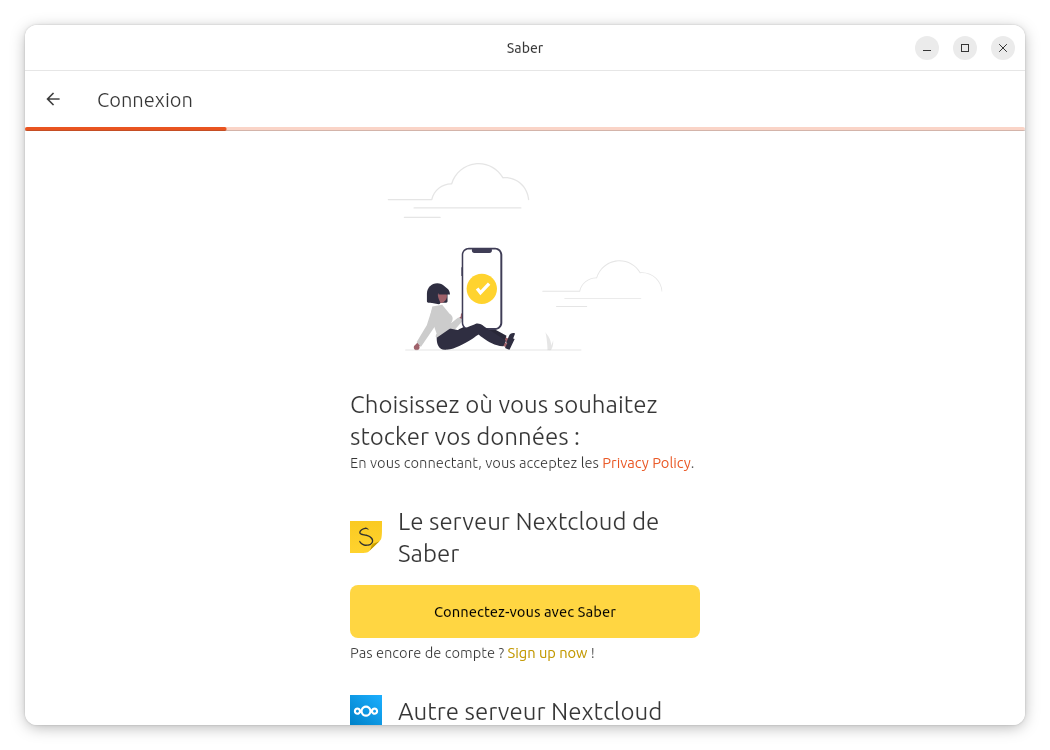 Saber
Connexion
Choisissez où vous souhaitez
stocker vos données :
En vous connectant, vous acceptez les Privacy Policy.
S
Le serveur Nextcloud de
Saber
Connectez-vous avec Saber
Pas encore de compte ? Sign up now !
Autre serveur Nextcloud